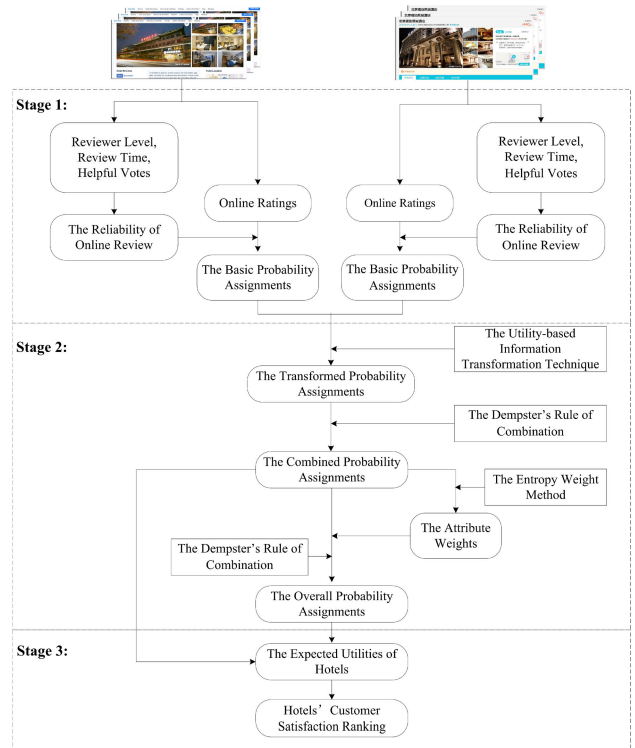 Stage 1:
Reviewer Level,
Review Time,
Helpful Votes
Reviewer Level,
Review Time,
Helpful Votes
Online Ratings
Online Ratings
The Reliability of
Online Review
The Reliability of
Online Review
The Basic Probability
Assignments
The Basic Probability
Assignments
Stage 2:
The Utility-based
Information
Transformation Technique
The Transformed Probability
Assignments
The Dempster's Rule of
Combination
The Combined Probability
Assignments
The Entropy Weight
Method
The Attribute
Weights
The Dempster's Rule of
Combination
The Overall Probability
Assignments
Stage 3:
The Expected Utilities of
Hotels
Hotels’ Customer
Satisfaction Ranking